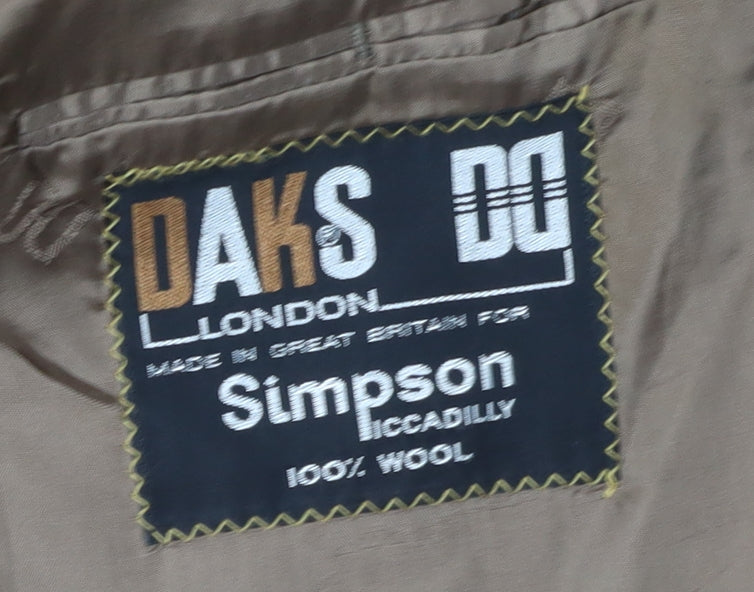 DAKS DD
LONDON
MADE IN GREAT BRITAIN FOR
Simpson
PICCADILLY
100% WOOL